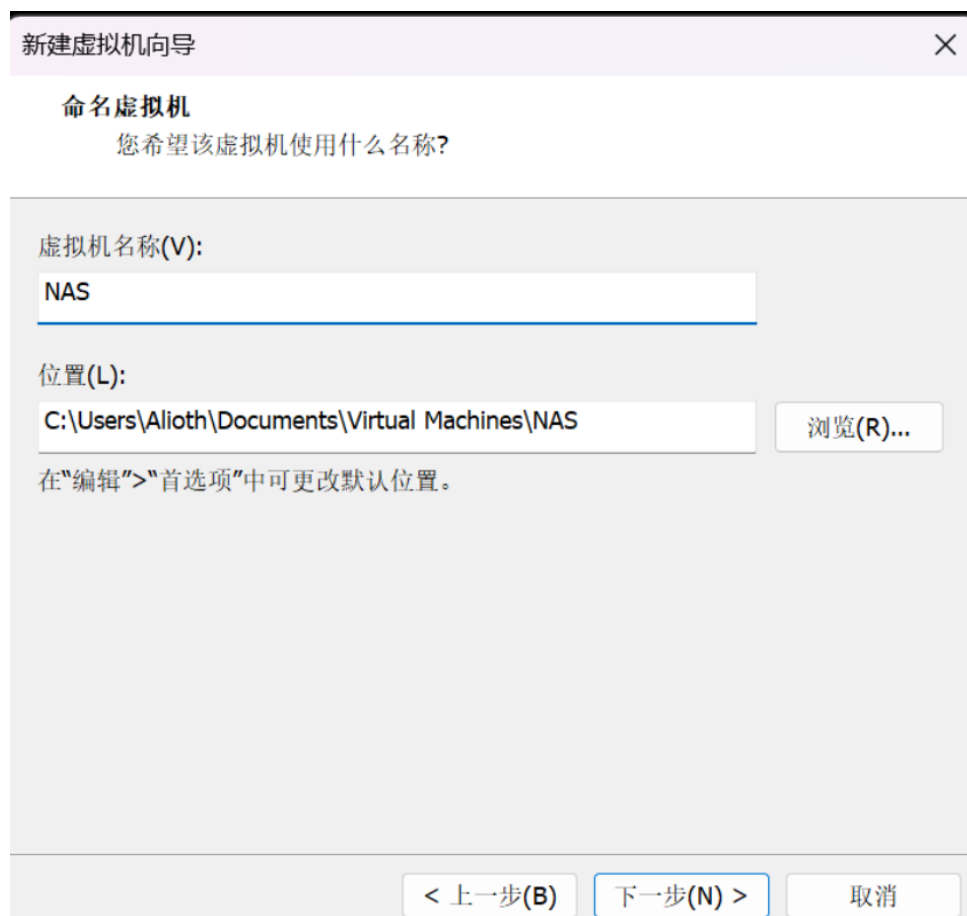 新建虚拟机向导
命名虚拟机
您希望该虚拟机使用什么名称?
虚拟机名称(V):
NAS
位置(L):
C:\Users\Alioth\Documents\Virtual Machines\NAS
浏览(R)...
在“编辑”>“首选项”中可更改默认位置。
< 上一步(B)
下一步(N) >
取消